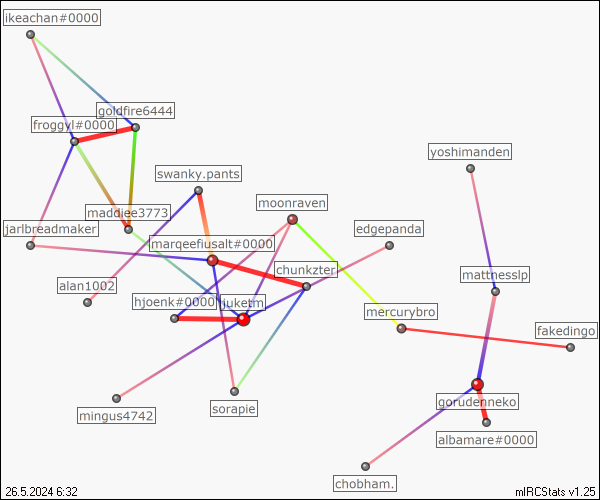 ikeachan#0000
goldfire6444
froggyl#0000
yoshimanden
swanky.pants
moonraven
maddiee3773
jarlbreadmaker
edgepanda
marqeefiusalt#0000
chunkzter
mattnesslp
alan1002
hjoenk#0000
mercurybro
fakedingo
gorudenneko
mingus4742
sorapie
albamare#0000
chobham.
26.5.2024 6:32
mIRCStats v1.25